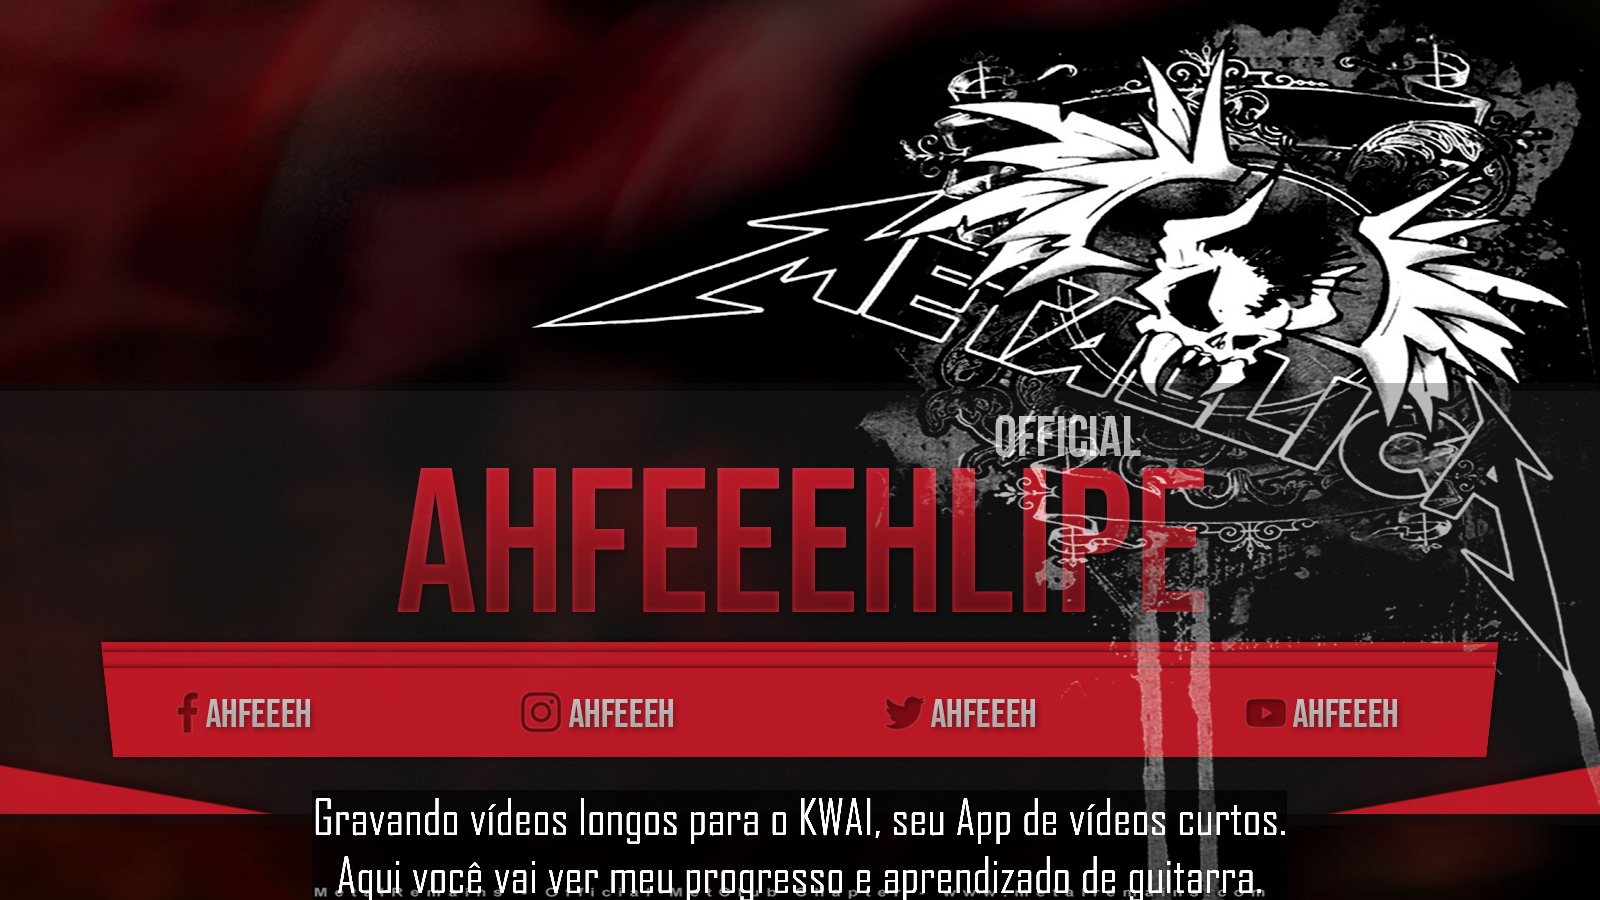 METALLICA
OFFICIAL
AHFEEEHLIPE
AHFEEEH
AHFEEEH
AHFEEEH
AHFEEEH
Gravando vídeos longos para o KWAI, seu App de vídeos curtos.
Aqui você vai ver meu progresso e aprendizado de guitarra.